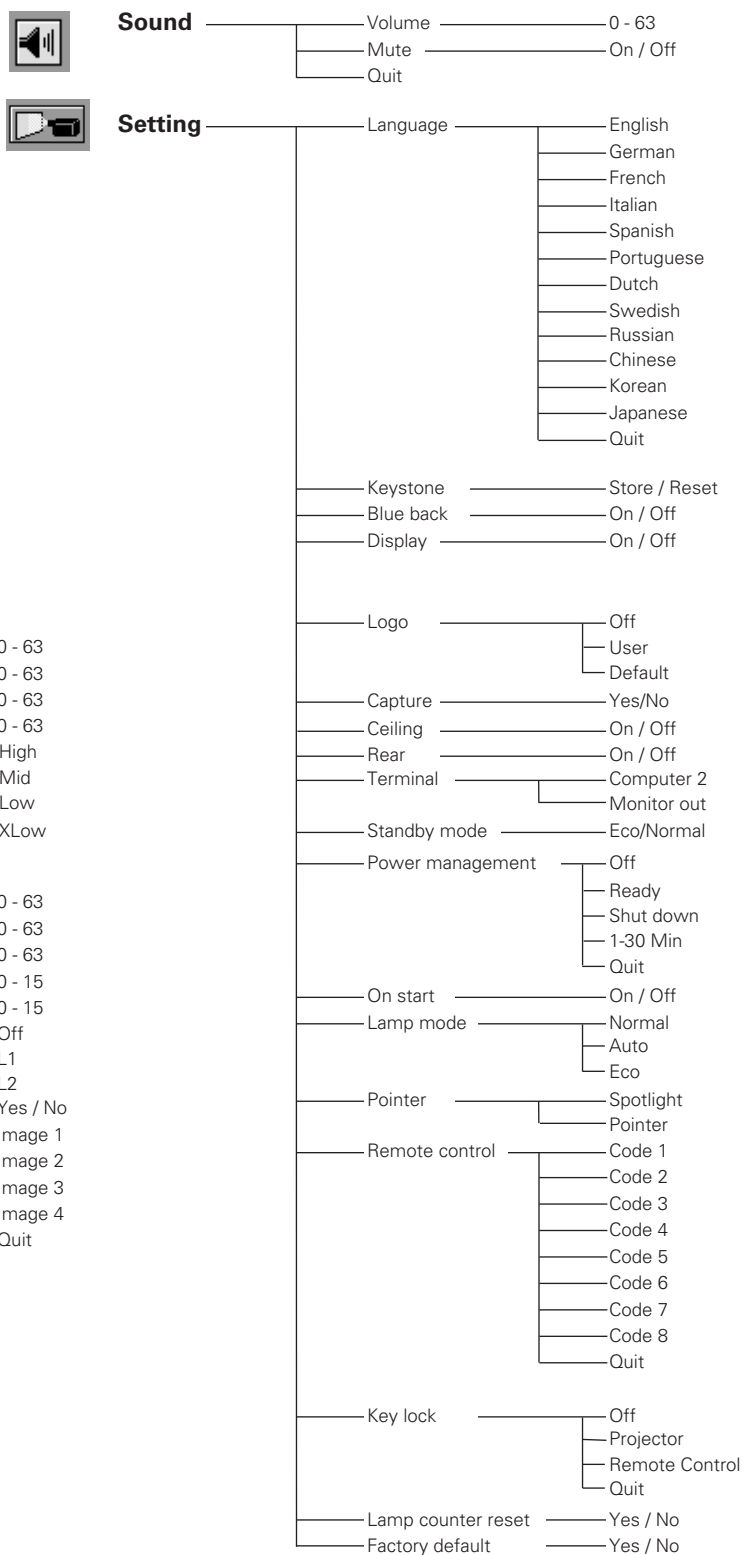 Sound Volume 0 - 63
Mute On / Off
Quit
Setting Language English
German
French
Italian
Spanish
Portuguese
Dutch
Swedish
Russian
Chinese
Korean
Japanese
Quit
Keystone Store / Reset
Blue back On / Off
Display On / Off
Logo Off
User
Default
Capture Yes/No
Ceiling On / Off
Rear On / Off
Terminal Computer 2
Monitor out
Standby mode Eco/Normal
Power management Off
Ready
Shut down
1-30 Min
Quit
On start On / Off
Lamp mode Normal
Auto
Eco
Pointer Spotlight
Pointer
Remote control Code 1
Code 2
Code 3
Code 4
Code 5
Code 6
Code 7
Code 8
Quit
Key lock Off
Projector
Remote Control
Quit
Lamp counter reset Yes / No
Factory default Yes / No
0 - 63
0 - 63
0 - 63
0 - 63
High
Mid
Low
XLow
0 - 63
0 - 63
0 - 63
0 - 15
0 - 15
Off
L1
L2
Yes / No
mage 1
mage 2
mage 3
mage 4
Quit